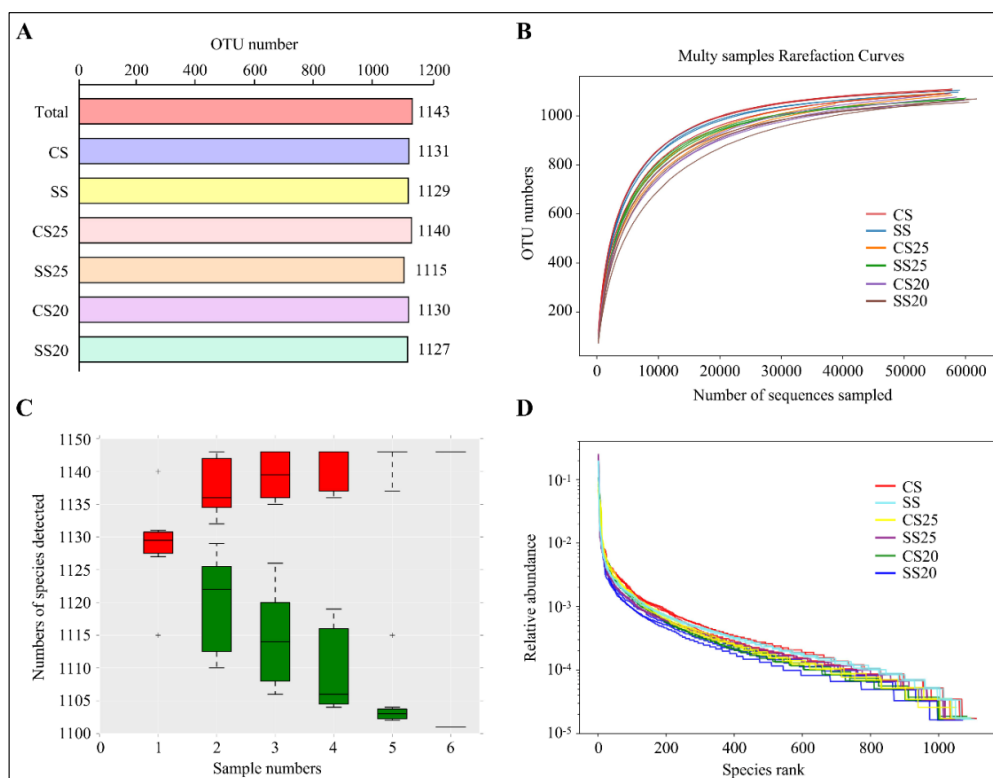 A
OTU number
0 200 400 600 800 1000 1200
Total 1143
CS 1131
SS 1129
CS25 1140
SS25 1115
CS20 1130
SS20 1127
B
Multy samples Rarefaction Curves
OTU numbers
1000
800
600
400
200
CS
SS
CS25
SS25
CS20
SS20
0 10000 20000 30000 40000 50000 60000
Number of sequences sampled
C
Numbers of species detected
1150
1140
1135
1130
1125
1120
1115
1110
1105
1100
0 1 2 3 4 5 6
Sample numbers
D
Relative abundance
10-1
10-2
10-3
10-4
10-5
CS
SS
CS25
SS25
CS20
SS20
0 200 400 600 800 1000
Species rank